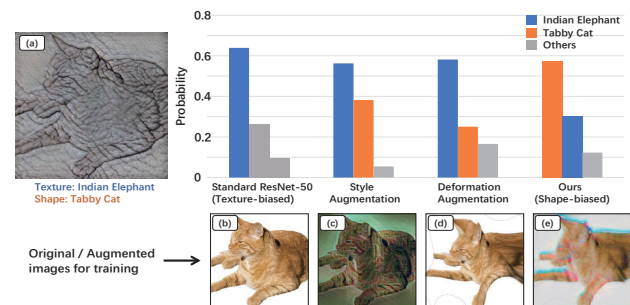 (a)
Texture: Indian Elephant
Shape: Tabby Cat
Probability
0.8
0.6
0.4
0.2
0
Indian Elephant
Tabby Cat
Others
Standard ResNet-50
(Texture-biased)
Style
Augmentation
Deformation
Augmentation
Ours
(Shape-biased)
Original / Augmented
images for training
(b)
(c)
(d)
(e)